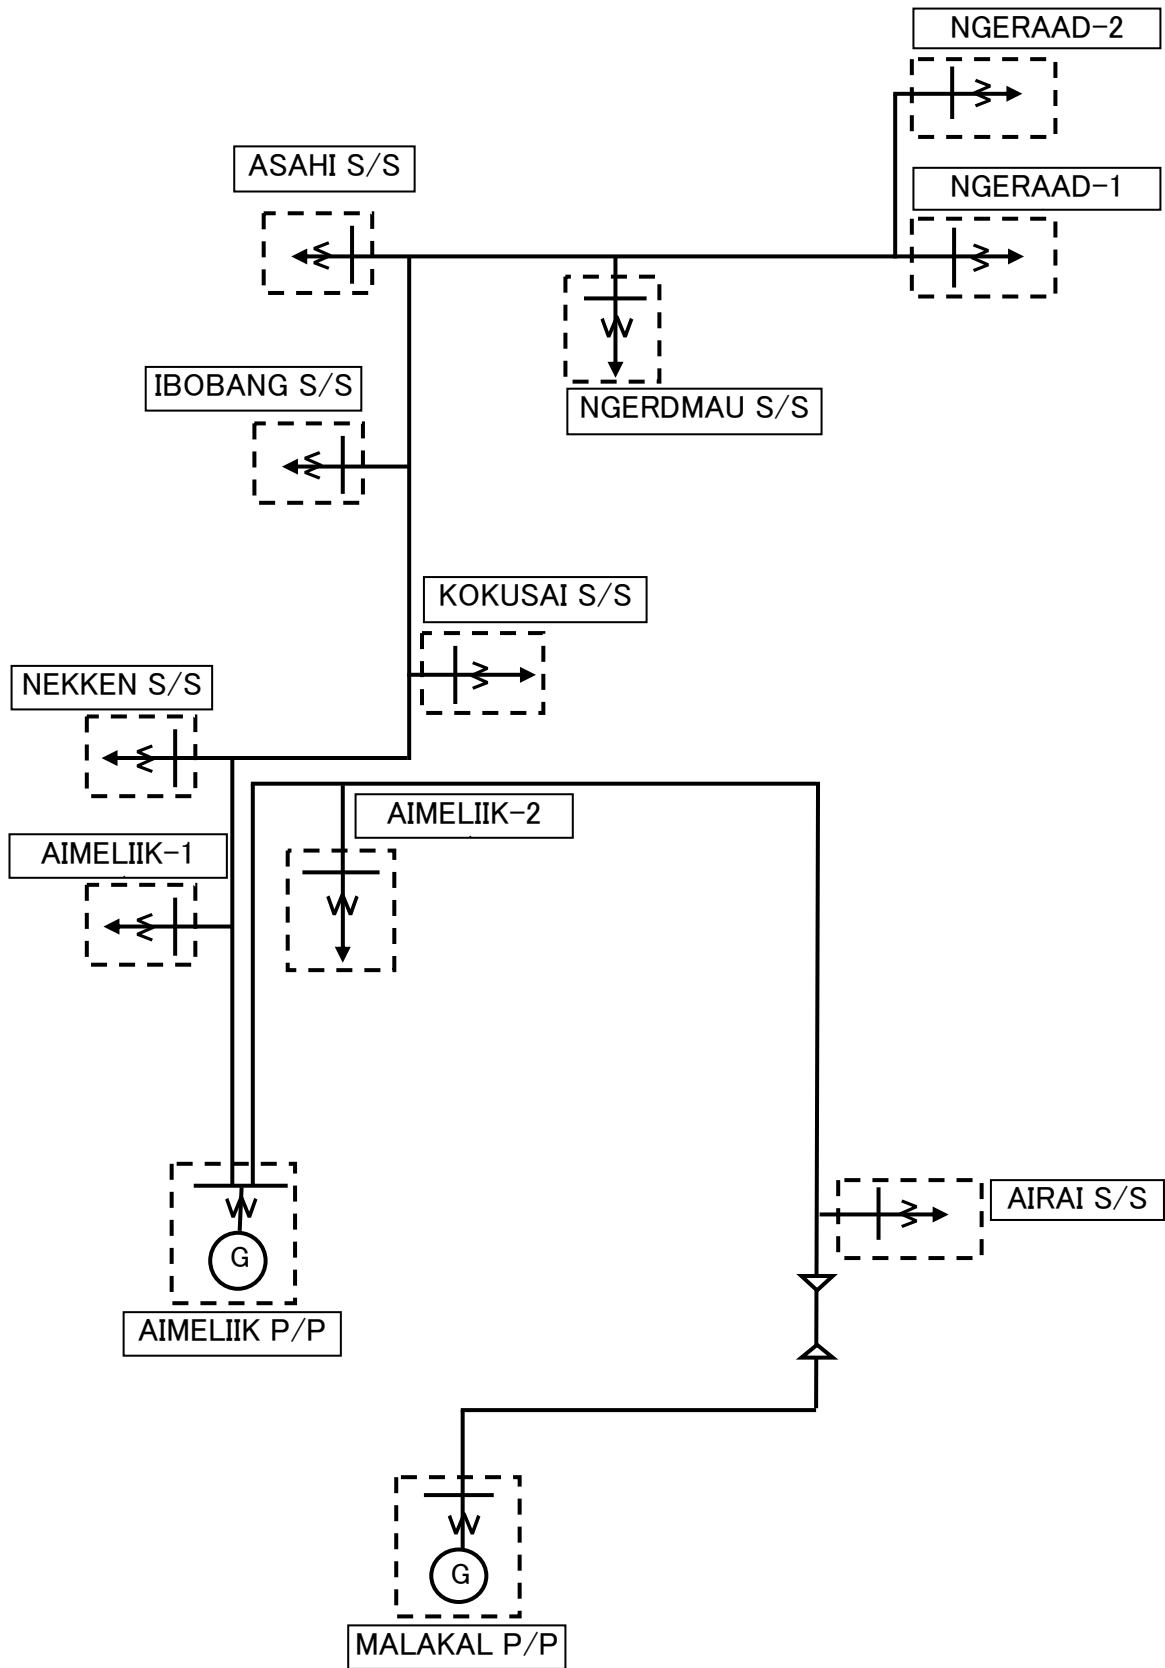 NGERAAD-2
ASAHI S/S
NGERAAD-1
IBOBANG S/S
NGERDMAU S/S
KOKUSAI S/S
NEKKEN S/S
AIMELIIK-2
AIMELIIK-1
AIRAI S/S
G
AIMELIIK P/P
G
MALAKAL P/P